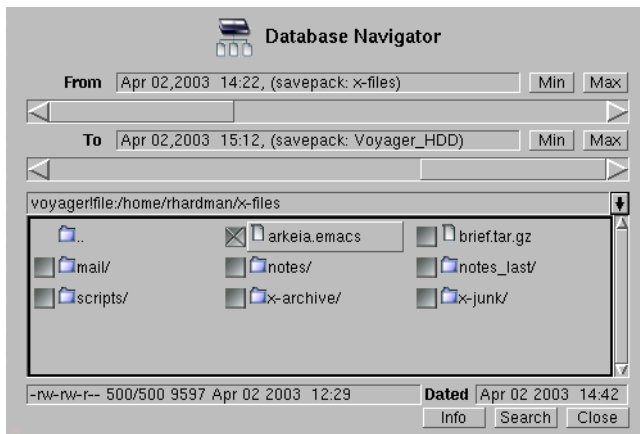 Database Navigator
From Apr 02,2003 14:22, (savepack: x-files) Min Max
To Apr 02,2003 15:12, (savepack: Voyager_HDD) Min Max
voyager!file:/home/rhardman/x-files
.. arkeia.emacs brief.tar.gz
mail/ notes/ notes_last/
scripts/ x-archive/ x-junk/
-rw-rw-r-- 500/500 9597 Apr 02 2003 12:29 Dated Apr 02 2003 14:42
Info Search Close